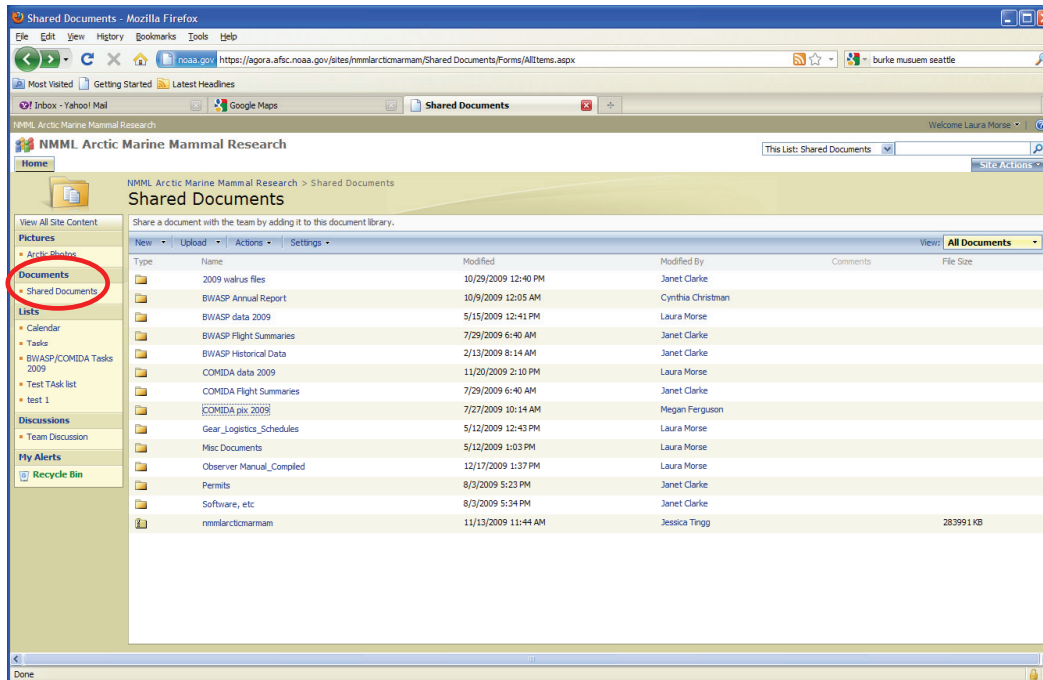 Shared Documents - Mozilla Firefox
File Edit View History Bookmarks Tools Help
noaa.gov https://agora.afsc.noaa.gov/sites/nmmlarcticmarmam/Shared Documents/Forms/AllItems.aspx burke musuem seattle
Most Visited Getting Started Latest Headlines
Inbox - Yahoo! Mail Google Maps Shared Documents
NMML Arctic Marine Mammal Research Welcome Laura Morse
NMML Arctic Marine Mammal Research This List: Shared Documents
Home Site Actions
NMML Arctic Marine Mammal Research > Shared Documents
Shared Documents
View All Site Content Share a document with the team by adding it to this document library.
Pictures
Arctic Photos
Documents
Shared Documents
Lists
Calendar
Tasks
BWASP/COMIDA Tasks
2009
Test TAsk list
test 1
Discussions
Team Discussion
My Alerts
Recycle Bin
New Upload Actions Settings View: All Documents
Type Name Modified Modified By Comments File Size
2009 walrus files 10/29/2009 12:40 PM Janet Clarke
BWASP Annual Report 10/9/2009 12:05 AM Cynthia Christman
BWASP data 2009 5/15/2009 12:41 PM Laura Morse
BWASP Flight Summaries 7/29/2009 6:40 AM Janet Clarke
BWASP Historical Data 2/13/2009 8:14 AM Janet Clarke
COMIDA data 2009 11/20/2009 2:10 PM Laura Morse
COMIDA Flight Summaries 7/29/2009 6:40 AM Janet Clarke
COMIDA pix 2009 7/27/2009 10:14 AM Megan Ferguson
Gear_Logistics_Schedules 5/12/2009 12:43 PM Laura Morse
Misc Documents 5/12/2009 1:03 PM Laura Morse
Observer Manual_Compiled 12/17/2009 1:37 PM Laura Morse
Permits 8/3/2009 5:23 PM Janet Clarke
Software, etc 8/3/2009 5:34 PM Janet Clarke
nmmlarcticmarmam 11/13/2009 11:44 AM Jessica Tingg 283991 KB
Done